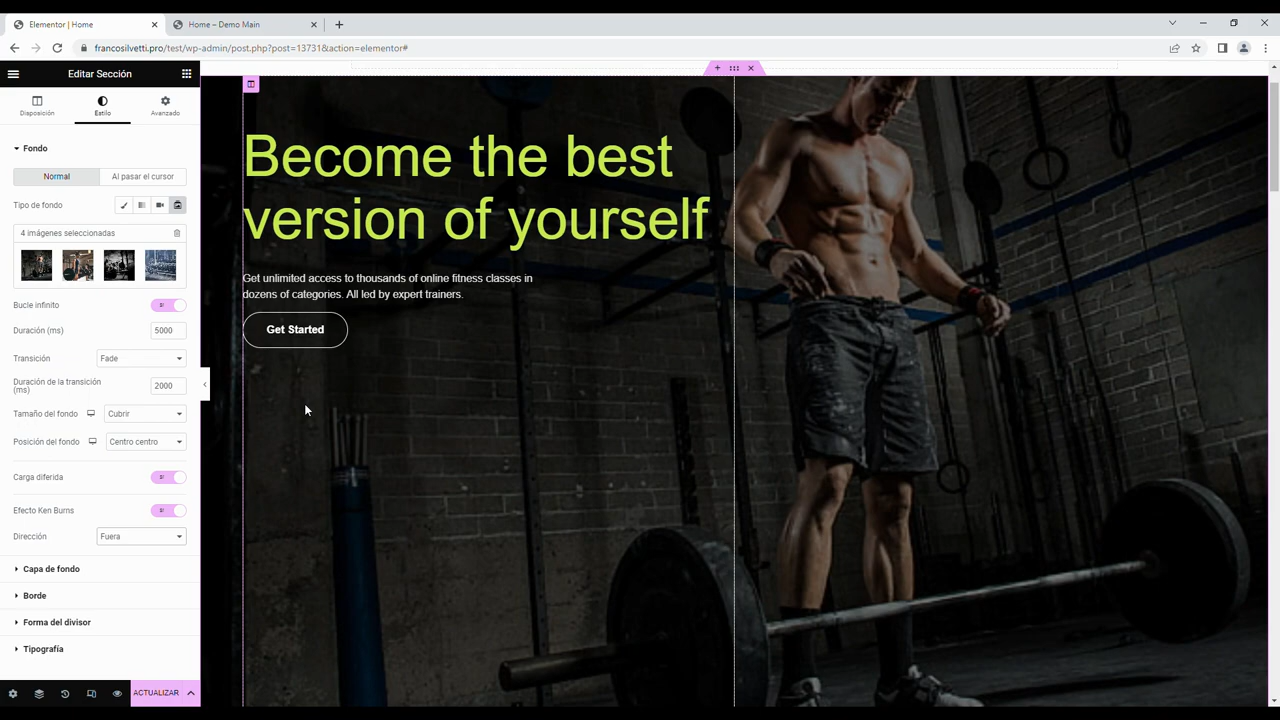 Elementor | Home
Home – Demo Main
francosilvetti.pro/test/wp-admin/post.php?post=13731&action=elementor#
Editar Sección
Disposición
Estilo
Avanzado
Fondo
Normal
Al pasar el cursor
Tipo de fondo
4 imágenes seleccionadas
Bucle infinito
Duración (ms)
5000
Transición
Fade
Duración de la transición
(ms)
2000
Tamaño del fondo
Cubrir
Posición del fondo
Centro centro
Carga diferida
Efecto Ken Burns
Dirección
Fuera
Capa de fondo
Borde
Forma del divisor
Tipografía
ACTUALIZAR
Become the best
version of yourself
Get unlimited access to thousands of online fitness classes in
dozens of categories. All led by expert trainers.
Get Started